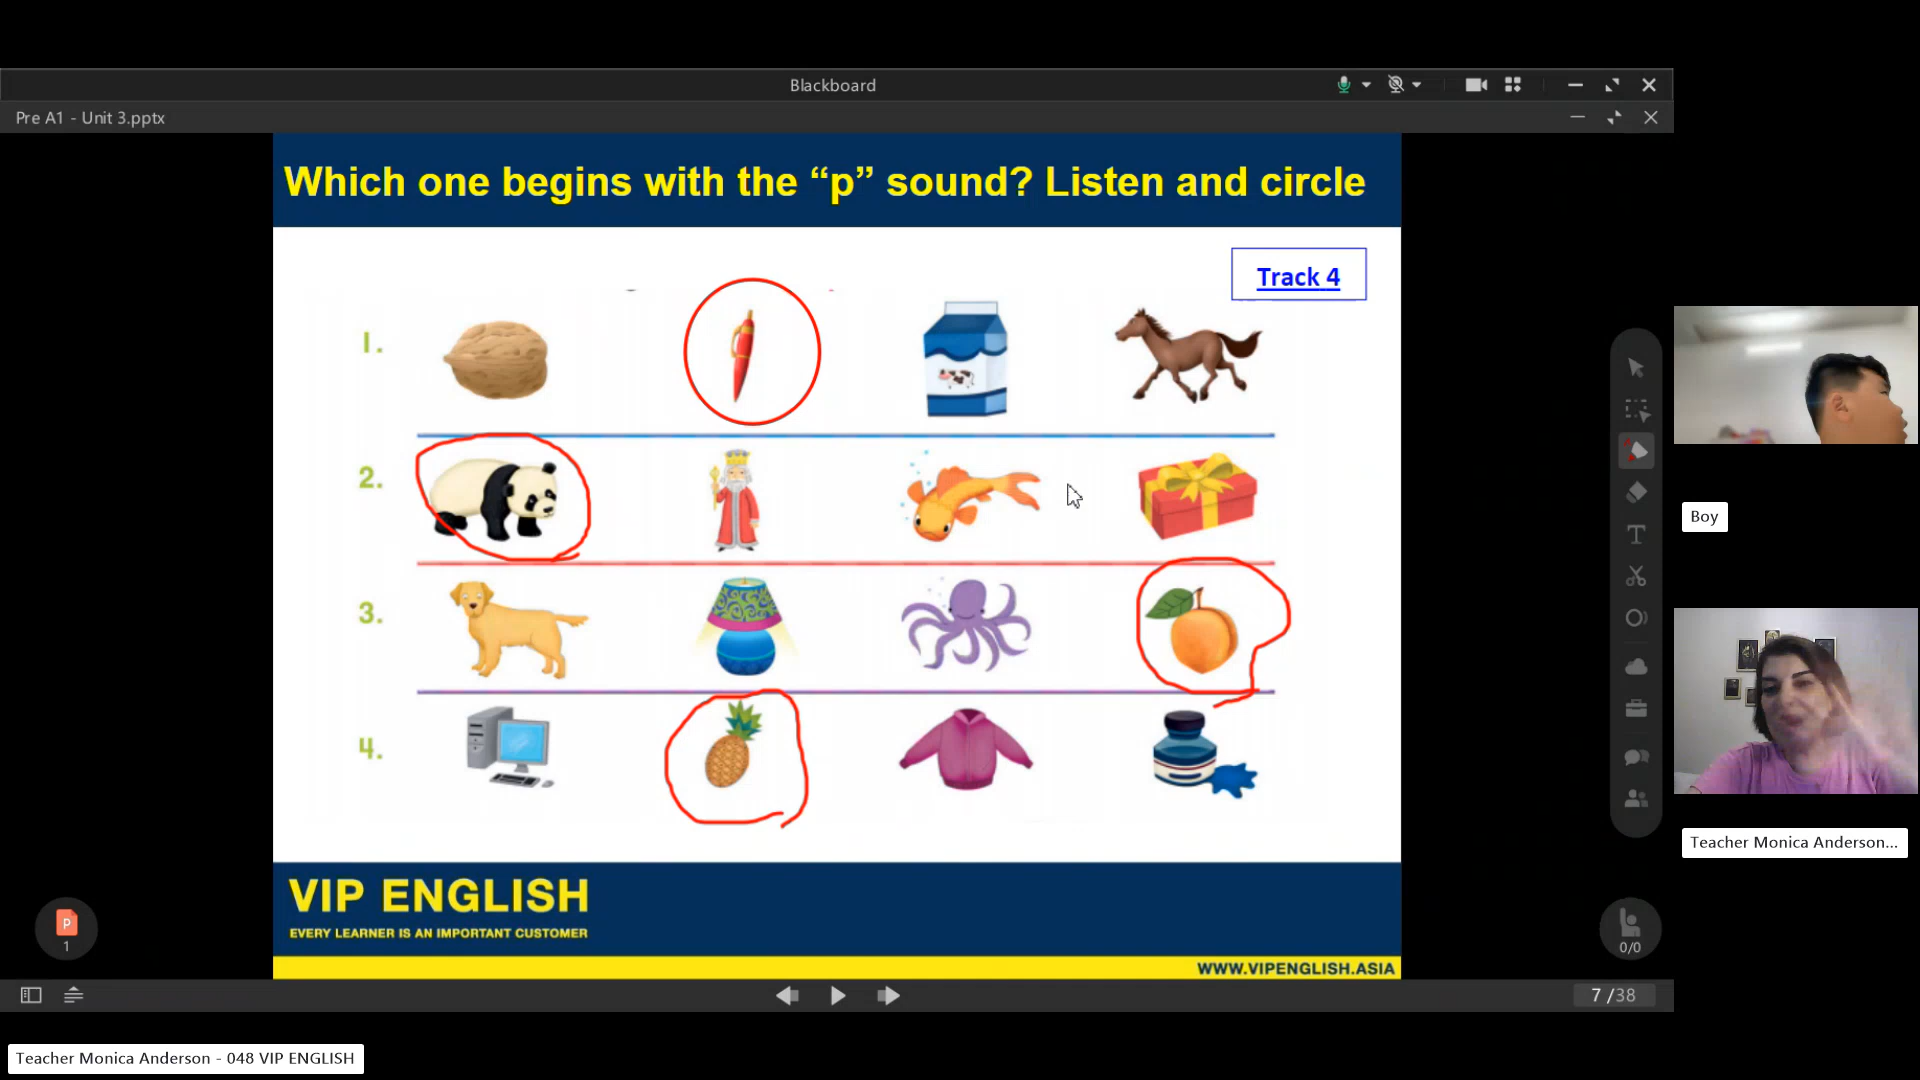 Blackboard
Pre A1 - Unit 3.pptx
Which one begins with the “p” sound? Listen and circle
Track 4
1.
2.
3.
4.
VIP ENGLISH
EVERY LEARNER IS AN IMPORTANT CUSTOMER
WWW.VIPENGLISH.ASIA
Boy
Teacher Monica Anderson...
P
1
0/0
7 /38
Teacher Monica Anderson - 048 VIP ENGLISH